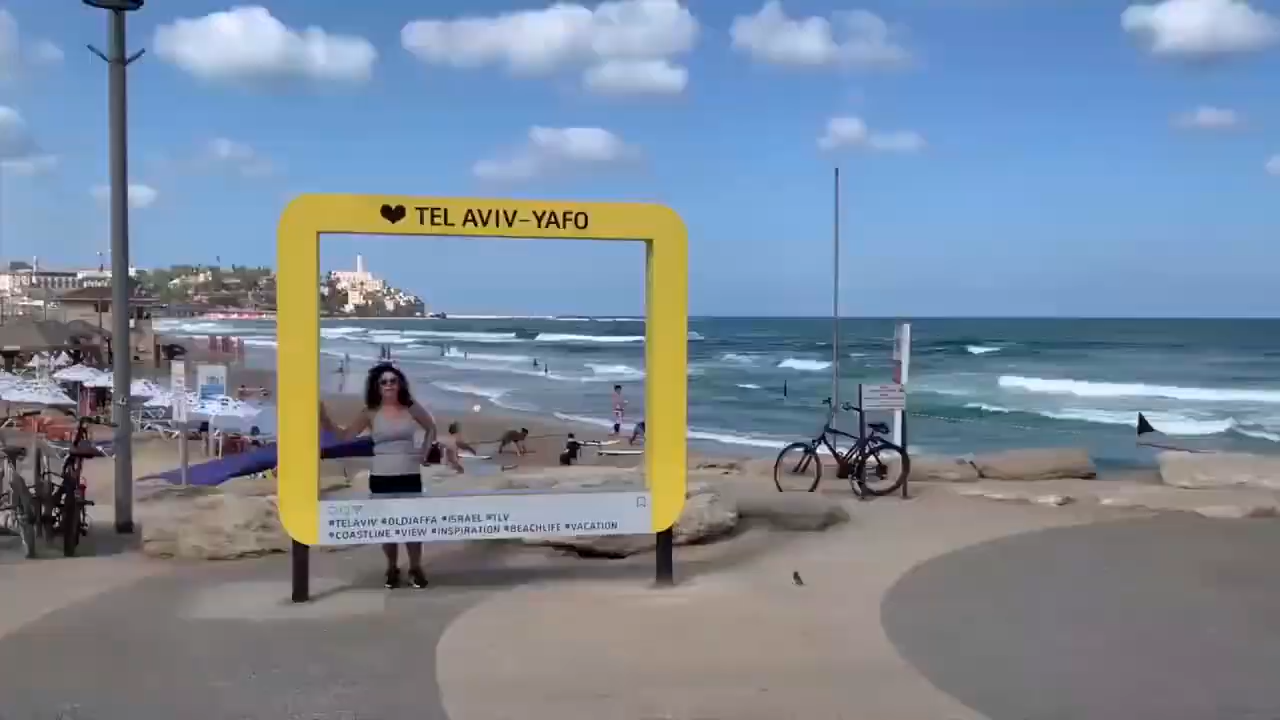 ❤ TEL AVIV-YAFO
#TELAVIV #OLDJAFFA #ISRAEL #TLV
#COASTLINE #VIEW #INSPIRATION #BEACHLIFE #VACATION